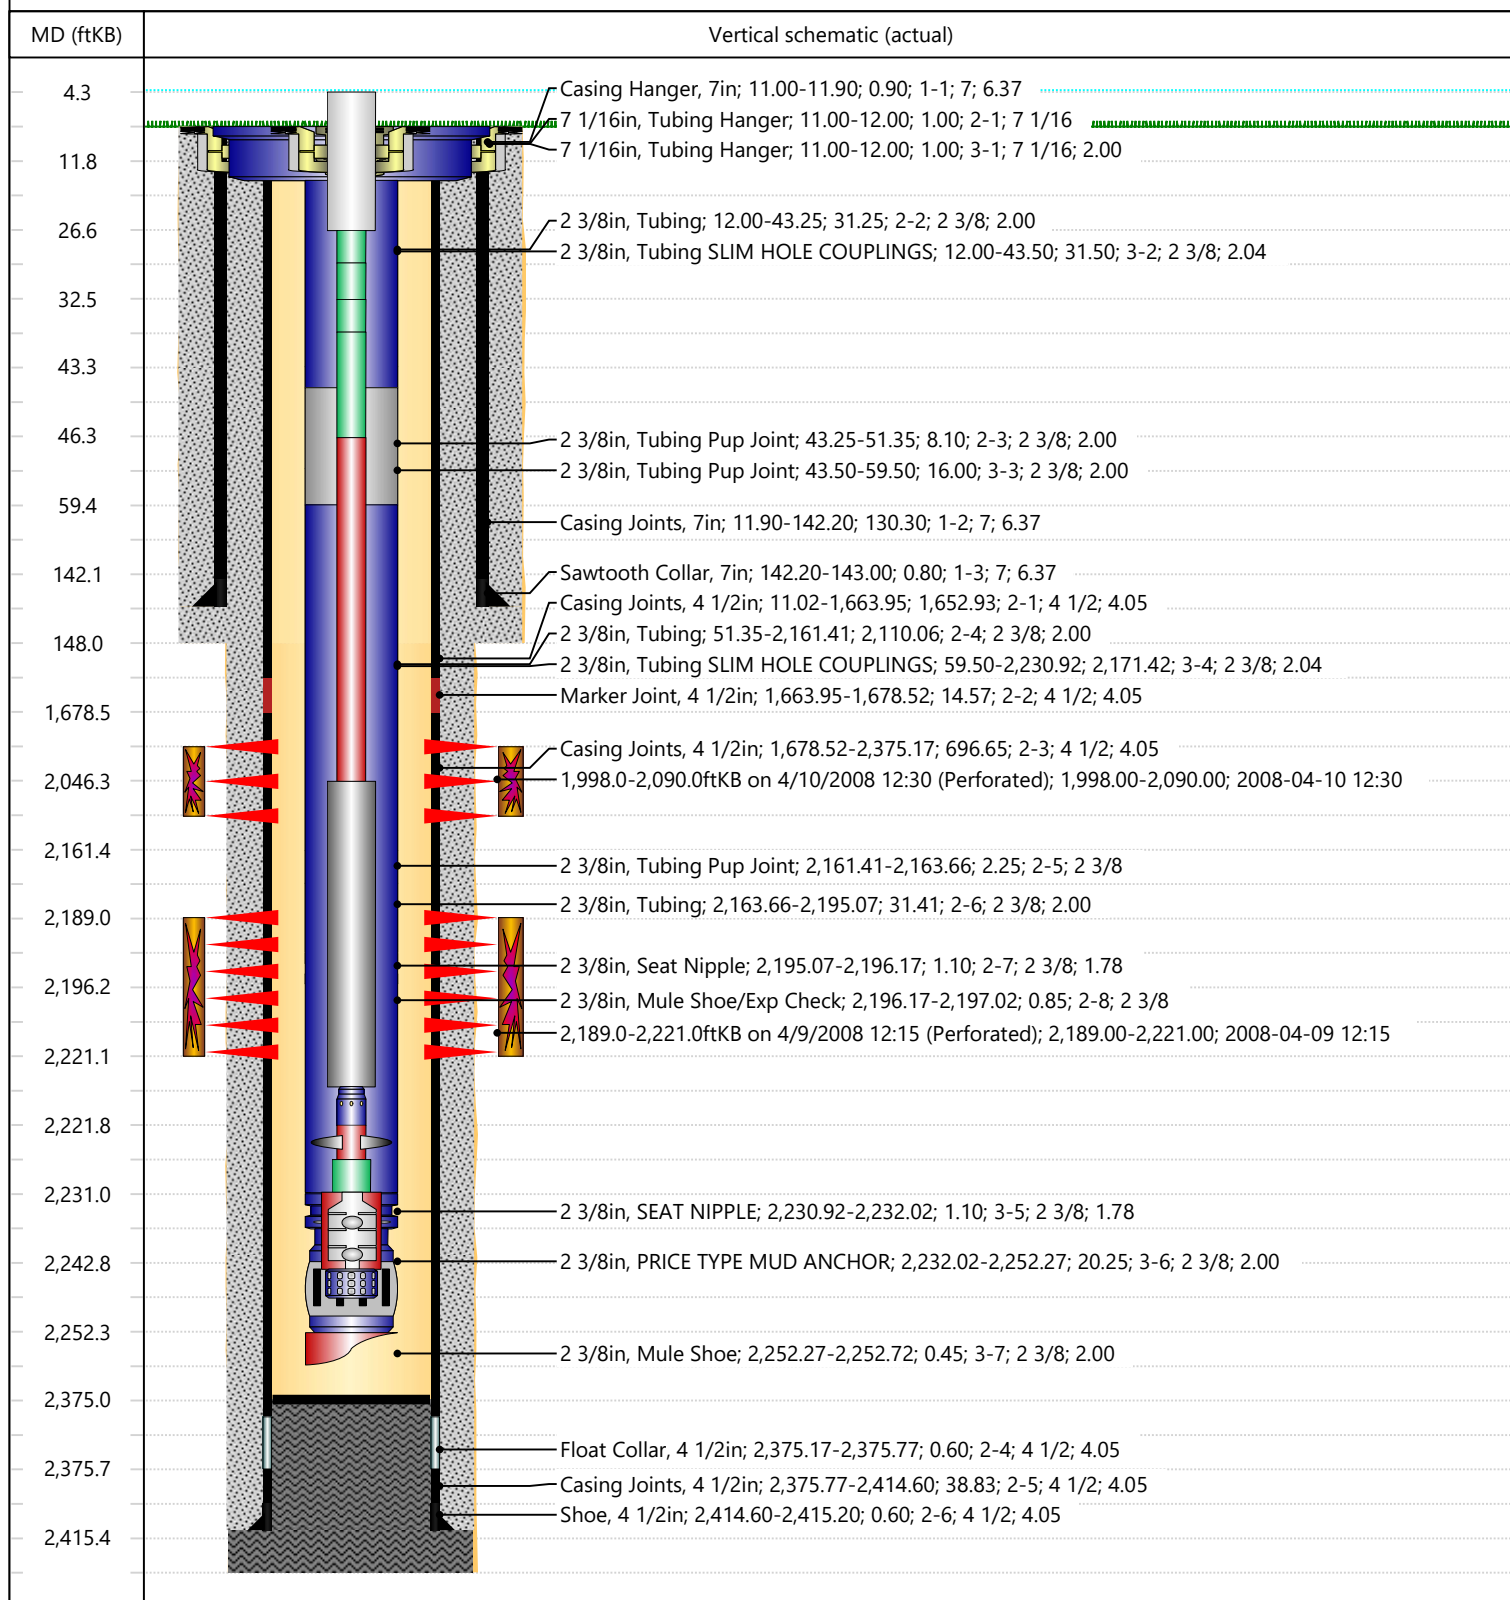 MD (ftKB)
Vertical schematic (actual)
4.3
Casing Hanger, 7in; 11.00-11.90; 0.90; 1-1; 7; 6.37
7 1/16in, Tubing Hanger; 11.00-12.00; 1.00; 2-1; 7 1/16
7 1/16in, Tubing Hanger; 11.00-12.00; 1.00; 3-1; 7 1/16; 2.00
11.8
2 3/8in, Tubing; 12.00-43.25; 31.25; 2-2; 2 3/8; 2.00
26.6
2 3/8in, Tubing SLIM HOLE COUPLINGS; 12.00-43.50; 31.50; 3-2; 2 3/8; 2.04
32.5
43.3
46.3
2 3/8in, Tubing Pup Joint; 43.25-51.35; 8.10; 2-3; 2 3/8; 2.00
2 3/8in, Tubing Pup Joint; 43.50-59.50; 16.00; 3-3; 2 3/8; 2.00
59.4
Casing Joints, 7in; 11.90-142.20; 130.30; 1-2; 7; 6.37
142.1
Sawtooth Collar, 7in; 142.20-143.00; 0.80; 1-3; 7; 6.37
Casing Joints, 4 1/2in; 11.02-1,663.95; 1,652.93; 2-1; 4 1/2; 4.05
2 3/8in, Tubing; 51.35-2,161.41; 2,110.06; 2-4; 2 3/8; 2.00
148.0
2 3/8in, Tubing SLIM HOLE COUPLINGS; 59.50-2,230.92; 2,171.42; 3-4; 2 3/8; 2.04
Marker Joint, 4 1/2in; 1,663.95-1,678.52; 14.57; 2-2; 4 1/2; 4.05
1,678.5
Casing Joints, 4 1/2in; 1,678.52-2,375.17; 696.65; 2-3; 4 1/2; 4.05
2,046.3
1,998.0-2,090.0ftKB on 4/10/2008 12:30 (Perforated); 1,998.00-2,090.00; 2008-04-10 12:30
2,161.4
2 3/8in, Tubing Pup Joint; 2,161.41-2,163.66; 2.25; 2-5; 2 3/8
2 3/8in, Tubing; 2,163.66-2,195.07; 31.41; 2-6; 2 3/8; 2.00
2,189.0
2 3/8in, Seat Nipple; 2,195.07-2,196.17; 1.10; 2-7; 2 3/8; 1.78
2,196.2
2 3/8in, Mule Shoe/Exp Check; 2,196.17-2,197.02; 0.85; 2-8; 2 3/8
2,189.0-2,221.0ftKB on 4/9/2008 12:15 (Perforated); 2,189.00-2,221.00; 2008-04-09 12:15
2,221.1
2,221.8
2,231.0
2 3/8in, SEAT NIPPLE; 2,230.92-2,232.02; 1.10; 3-5; 2 3/8; 1.78
2,242.8
2 3/8in, PRICE TYPE MUD ANCHOR; 2,232.02-2,252.27; 20.25; 3-6; 2 3/8; 2.00
2,252.3
2 3/8in, Mule Shoe; 2,252.27-2,252.72; 0.45; 3-7; 2 3/8; 2.00
2,375.0
Float Collar, 4 1/2in; 2,375.17-2,375.77; 0.60; 2-4; 4 1/2; 4.05
2,375.7
Casing Joints, 4 1/2in; 2,375.77-2,414.60; 38.83; 2-5; 4 1/2; 4.05
Shoe, 4 1/2in; 2,414.60-2,415.20; 0.60; 2-6; 4 1/2; 4.05
2,415.4